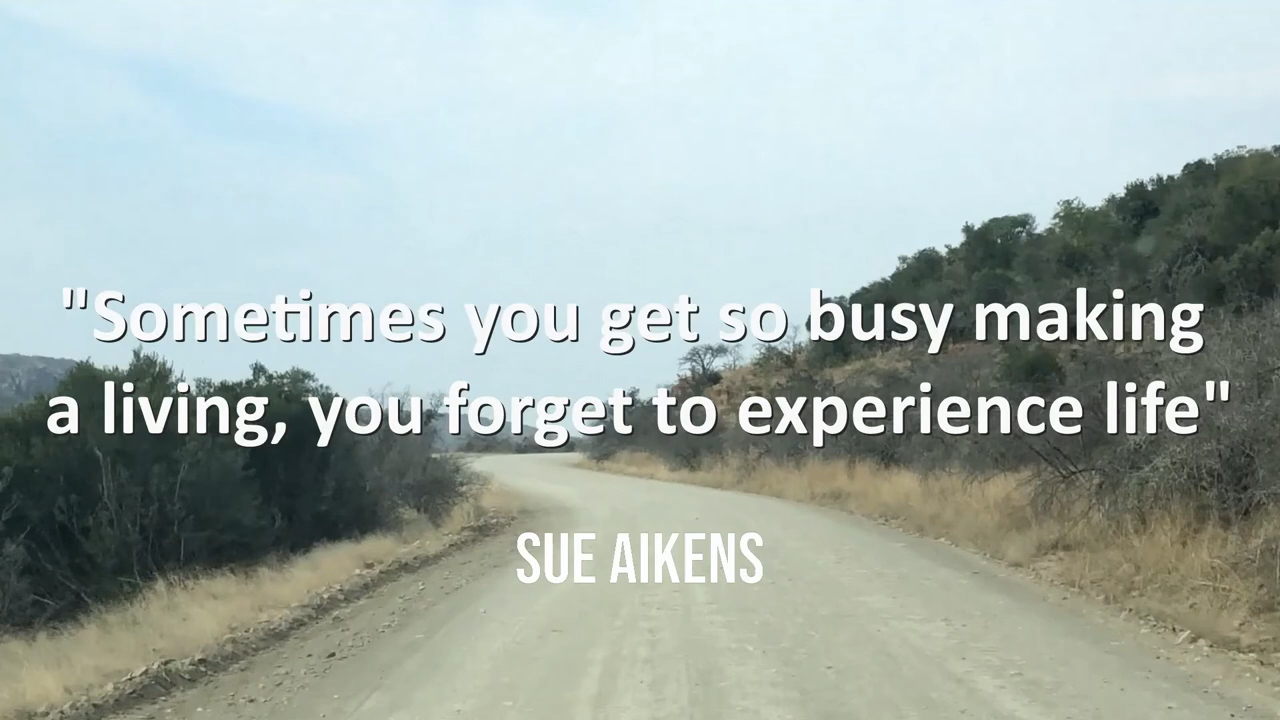 "Sometimes you get so busy making
a living, you forget to experience life"
SUE AIKENS